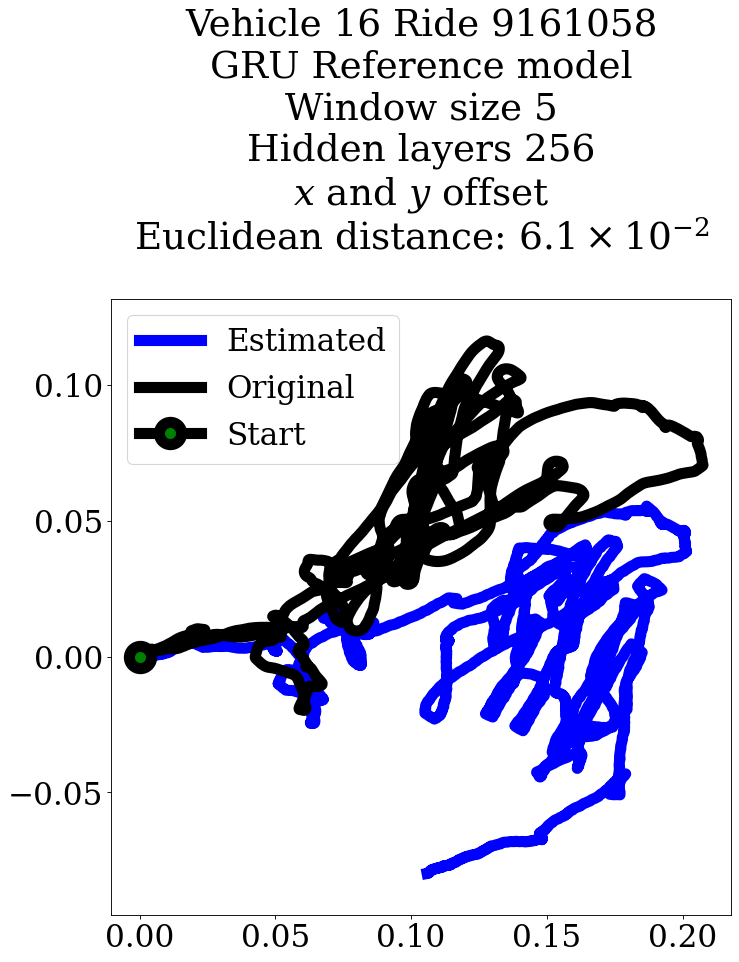 Vehicle 16 Ride 9161058
GRU Reference model
Window size 5
Hidden layers 256
x and y offset
Euclidean distance: 6.1 × 10⁻²
Estimated
Original
Start
0.10
0.05
0.00
−0.05
0.00 0.05 0.10 0.15 0.20